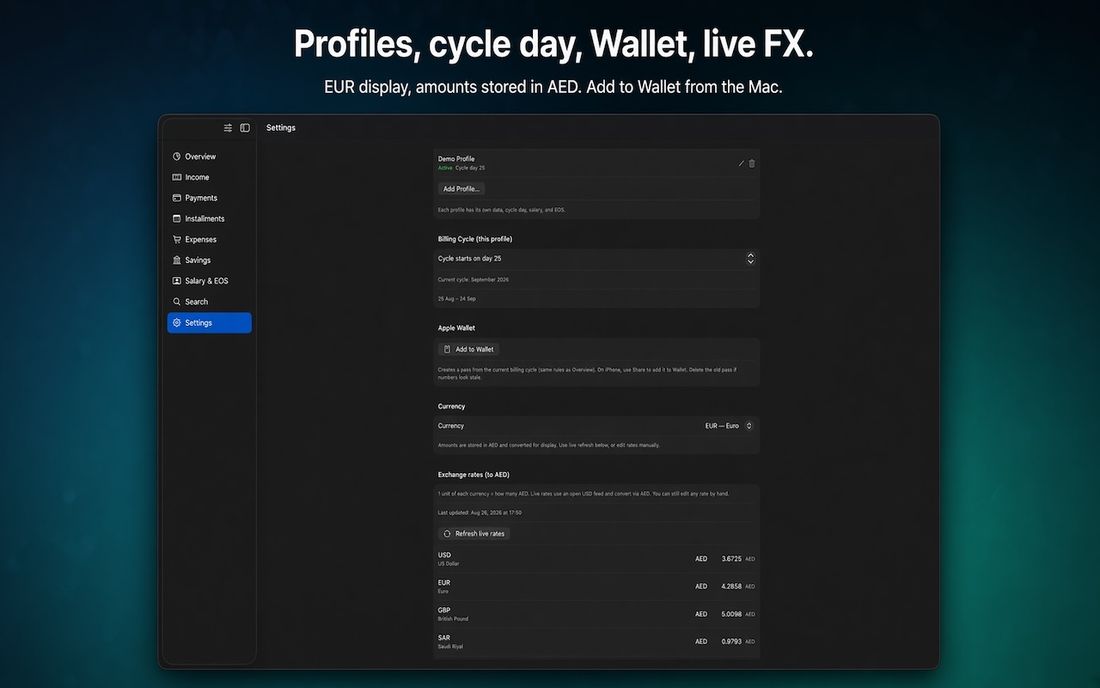 Profiles, cycle day, Wallet, live FX.
EUR display, amounts stored in AED. Add to Wallet from the Mac.
Settings
Overview
Income
Payments
Installments
Expenses
Savings
Salary & EOS
Search
Settings
Demo Profile
Active Cycle day 25
Add Profile...
Each profile has its own data, cycle day, salary, and EOS.
Billing Cycle (this profile)
Cycle starts on day 25
Current cycle: September 2026
25 Aug – 24 Sep
Apple Wallet
Add to Wallet
Creates a pass from the current billing cycle (same rules as Overview). On iPhone, use Share to add it to Wallet. Delete the old pass if
numbers look stale.
Currency
Currency EUR — Euro
Amounts are stored in AED and converted for display. Use live refresh below, or edit rates manually.
Exchange rates (to AED)
1 unit of each currency = how many AED. Live rates use an open USD feed and convert via AED. You can still edit any rate by hand.
Last updated: Aug 26, 2026 at 17:50
Refresh live rates
USD AED 3.6725 AED
US Dollar
EUR AED 4.2858 AED
Euro
GBP AED 5.0098 AED
British Pound
SAR AED 0.9793 AED
Saudi Riyal